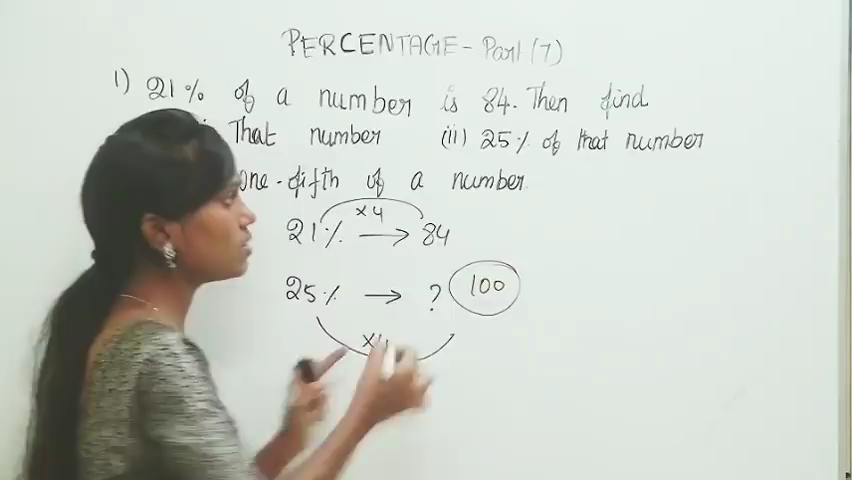 PERCENTAGE - Part (7)
1) 21% of a number is 84. Then find
That number (ii) 25% of that number
one-fifth of a number
×4
21% → 84
25% → ? 100
×4